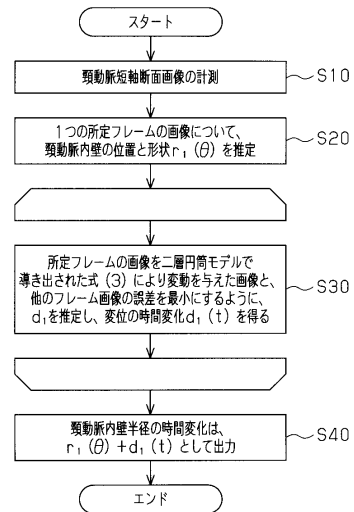 スタート
頸動脈短軸断面画像の計測
S10
1つの所定フレームの画像について、
頸動脈内壁の位置と形状r₁(θ)を推定
S20
所定フレームの画像を二層円筒モデルで
導き出された式(3)により変動を与えた画像と、
他のフレーム画像の誤差を最小にするように、
d₁を推定し、変位の時間変化d₁(t)を得る
S30
頸動脈内壁半径の時間変化は、
r₁(θ)+d₁(t)として出力
S40
エンド